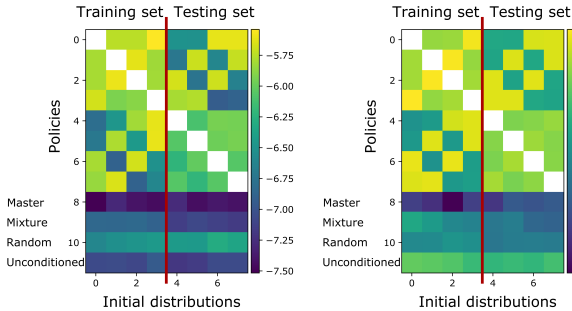 Training set Testing set
Policies
0
2
4
6
Master 8
Mixture
Random 10
Unconditioned
0 2 4 6
Initial distributions
−5.75
−6.00
−6.25
−6.50
−6.75
−7.00
−7.25
−7.50
Training set Testing set
Policies
0
2
4
6
Master 8
Mixture
Random 10
Unconditioned
0 2 4 6
Initial distributions